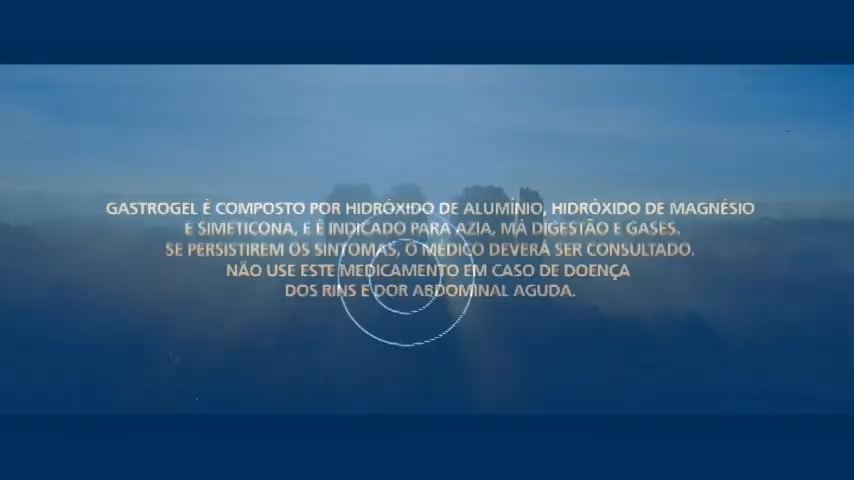 GASTROGEL É COMPOSTO POR HIDRÓXIDO DE ALUMÍNIO, HIDRÓXIDO DE MAGNÉSIO
E SIMETICONA, E É INDICADO PARA AZIA, MÁ DIGESTÃO E GASES.
SE PERSISTIREM OS SINTOMAS, O MÉDICO DEVERÁ SER CONSULTADO.
NÃO USE ESTE MEDICAMENTO EM CASO DE DOENÇA
DOS RINS E DOR ABDOMINAL AGUDA.